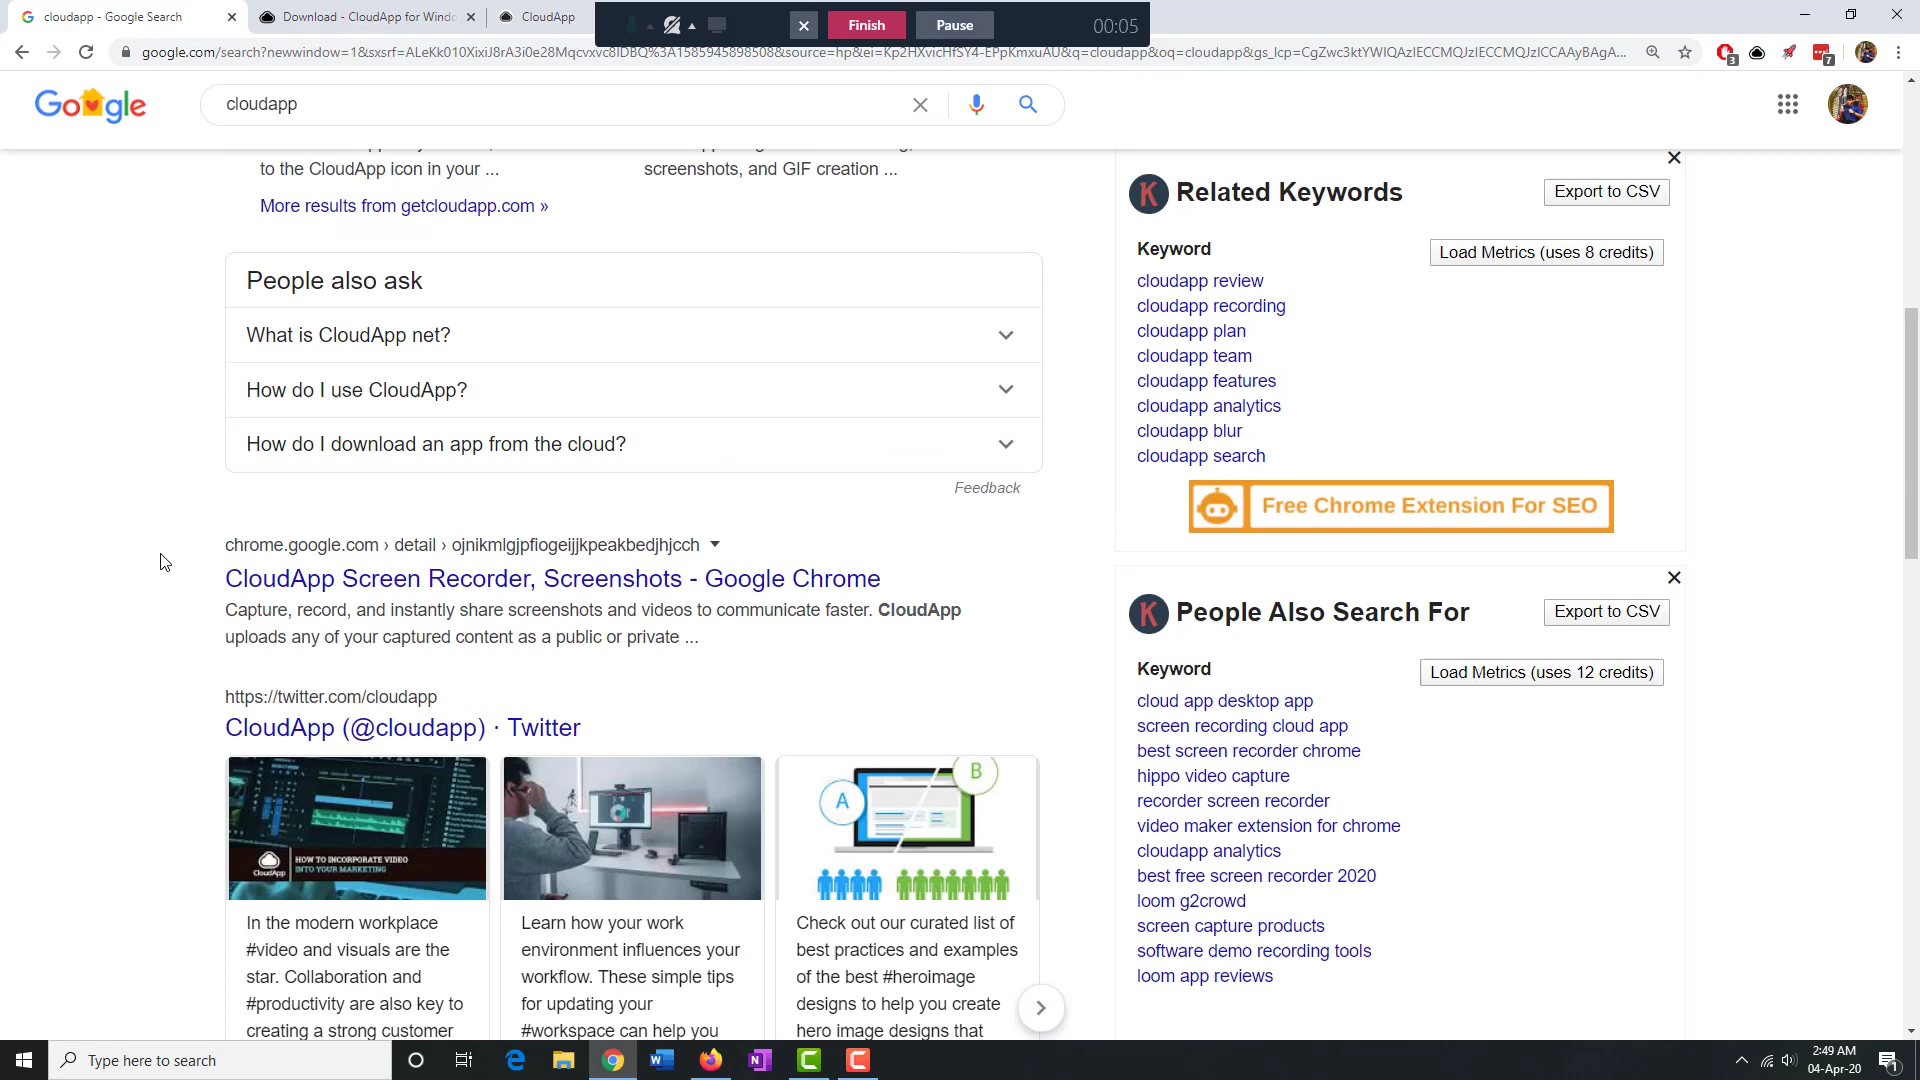 cloudapp - Google Search
Download - CloudApp for Windo
CloudApp
Finish
Pause
00:05
google.com/search?newwindow=1&sxsrf=ALeKk010XixiJ8rA3i0e28Mqcvxvc8IDBQ%3A1585945898508&source=hp&ei=Kp2HXvicHfSY4-EPpKmxuAU&q=cloudapp&oq=cloudapp&gs_lcp=CgZwc3ktYWIQAzIECCMQJzIECCMQJzICCAAyBAgA...
3
7
Google
cloudapp
to the CloudApp icon in your ...
screenshots, and GIF creation ...
More results from getcloudapp.com »
People also ask
What is CloudApp net?
How do I use CloudApp?
How do I download an app from the cloud?
Feedback
chrome.google.com › detail › ojnikmlgjpfiogeijjkpeakbedjhjcch
CloudApp Screen Recorder, Screenshots - Google Chrome
Capture, record, and instantly share screenshots and videos to communicate faster. CloudApp
uploads any of your captured content as a public or private ...
https://twitter.com/cloudapp
CloudApp (@cloudapp) · Twitter
CloudApp
HOW TO INCORPORATE VIDEO
INTO YOUR MARKETING
A
B
In the modern workplace
#video and visuals are the
star. Collaboration and
#productivity are also key to
creating a strong customer
Learn how your work
environment influences your
workflow. These simple tips
for updating your
#workspace can help you
Check out our curated list of
best practices and examples
of the best #heroimage
designs to help you create
hero image designs that
K
Related Keywords
Export to CSV
Keyword
Load Metrics (uses 8 credits)
cloudapp review
cloudapp recording
cloudapp plan
cloudapp team
cloudapp features
cloudapp analytics
cloudapp blur
cloudapp search
Free Chrome Extension For SEO
K
People Also Search For
Export to CSV
Keyword
Load Metrics (uses 12 credits)
cloud app desktop app
screen recording cloud app
best screen recorder chrome
hippo video capture
recorder screen recorder
video maker extension for chrome
cloudapp analytics
best free screen recorder 2020
loom g2crowd
screen capture products
software demo recording tools
loom app reviews
Type here to search
2:49 AM
04-Apr-20
1